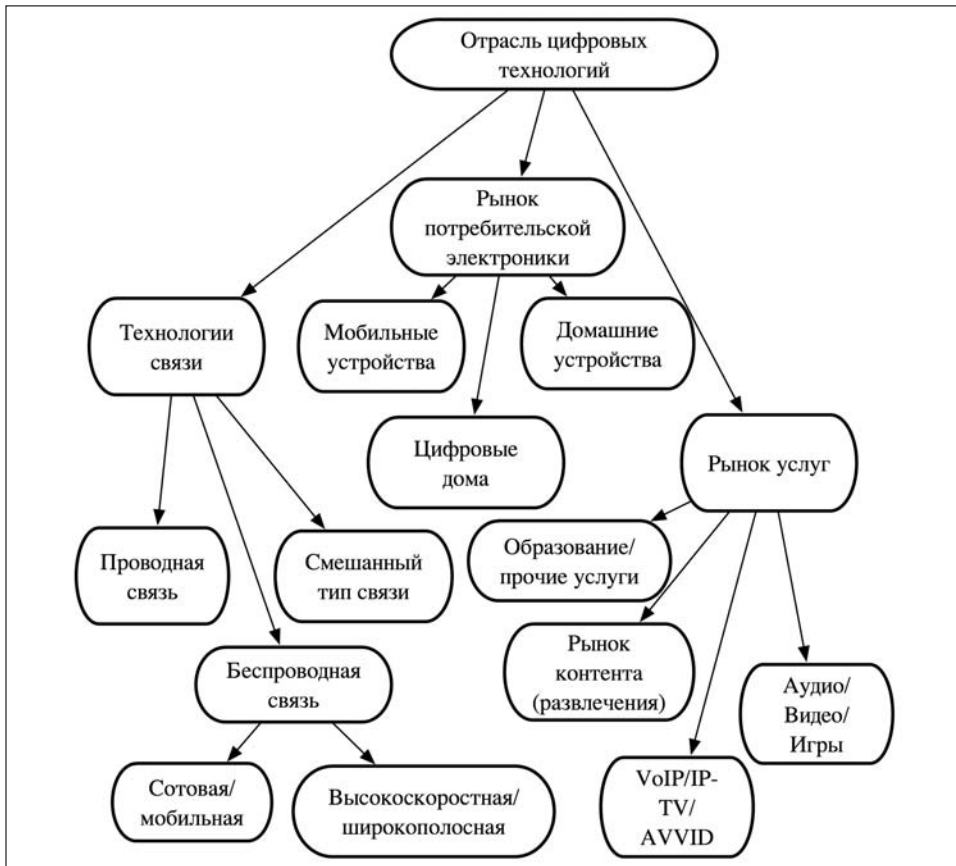 Отрасль цифровых
технологий
Рынок
потребительской
электроники
Технологии
связи
Мобильные
устройства
Домашние
устройства
Цифровые
дома
Рынок услуг
Проводная
связь
Смешанный
тип связи
Образование/
прочие услуги
Беспроводная
связь
Рынок
контента
(развлечения)
Аудио/
Видео/
Игры
Сотовая/
мобильная
Высокоскоростная/
широкополосная
VoIP/IP-
TV/
AVVID